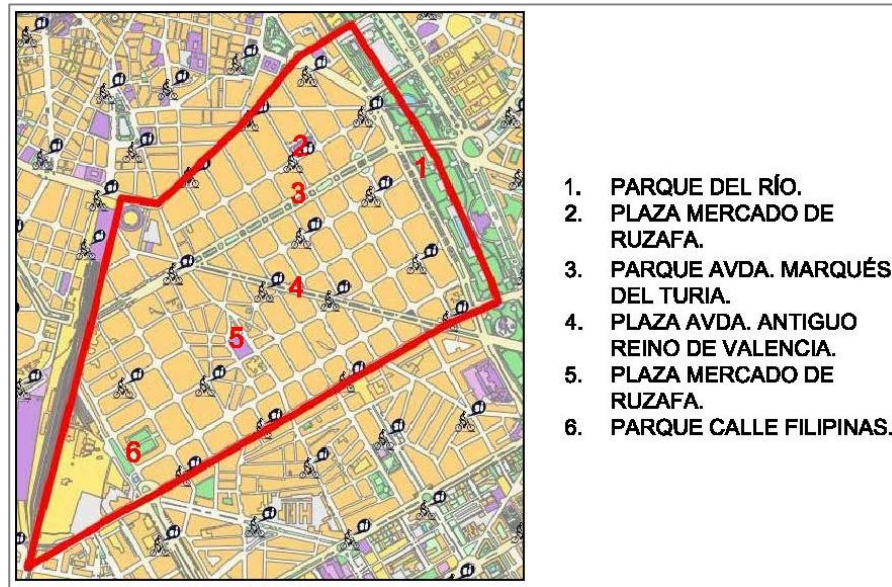 2
1
3
4
5
6
1. PARQUE DEL RÍO.
2. PLAZA MERCADO DE
RUZAFA.
3. PARQUE AVDA. MARQUÉS
DEL TURIA.
4. PLAZA AVDA. ANTIGUO
REINO DE VALENCIA.
5. PLAZA MERCADO DE
RUZAFA.
6. PARQUE CALLE FILIPINAS.